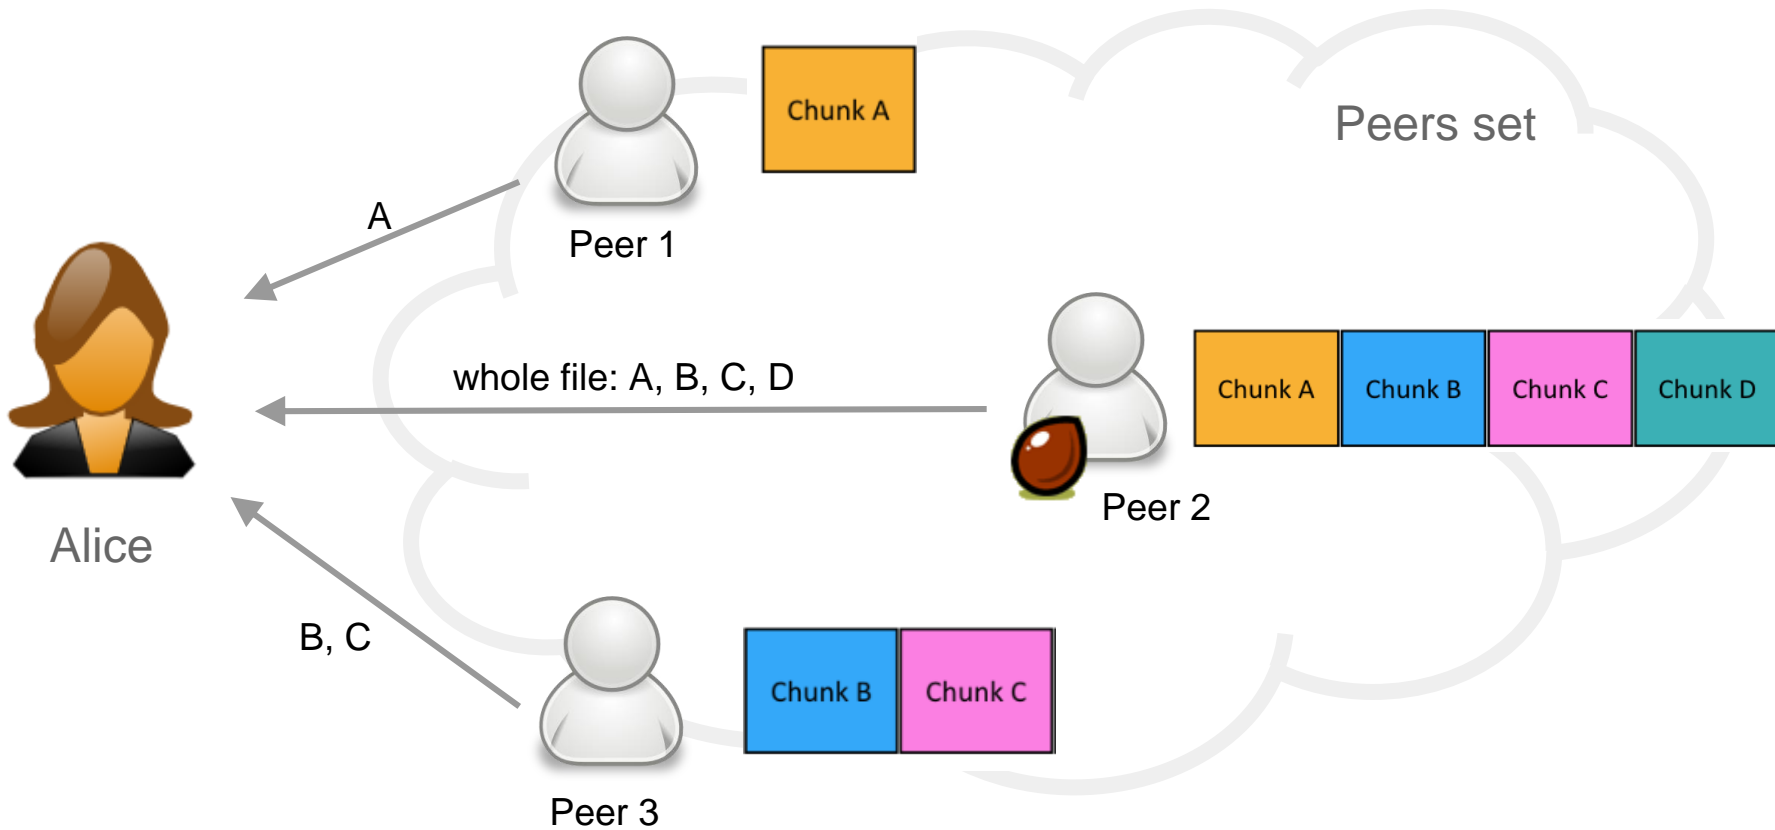 Chunk A
Peers set
A
Peer 1
Alice
whole file: A, B, C, D
Chunk A
Chunk B
Chunk C
Chunk D
Peer 2
B, C
Chunk B
Chunk C
Peer 3